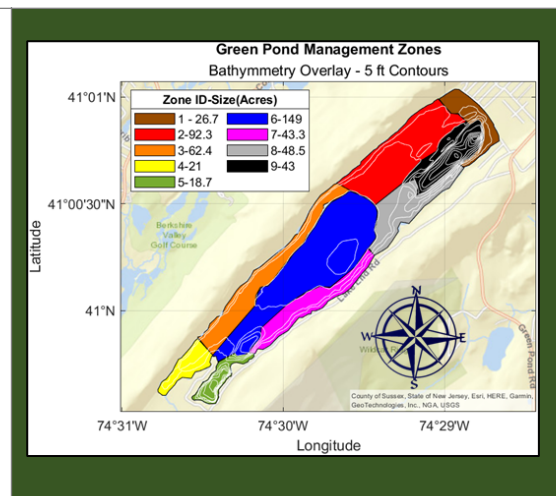 Green Pond Management Zones
Bathymmetry Overlay - 5 ft Contours
Zone ID-Size(Acres)
1 - 26.7
2-92.3
3-62.4
4-21
5-18.7
6-149
7-43.3
8-48.5
9-43
41°01'N
41°00'30"N
41°N
Latitude
Berkshire
Valley
Golf Course
Lake End Rd
Green Pond Rd
N
W
E
S
County of Sussex, State of New Jersey, Esri, HERE, Garmin,
GeoTechnologies, Inc., NGA, USGS
74°31'W
74°30'W
74°29'W
Longitude